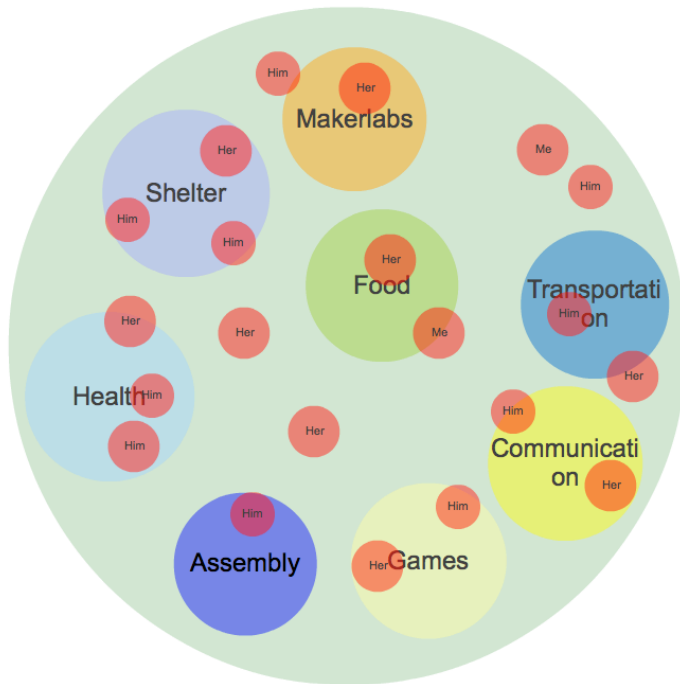 Him
Her
Makerlabs
Her
Me
Shelter
Him
Him
Him
Her
Food
Transportati
on
Him
Me
Her
Her
Health
Him
Him
Her
Her
Him
Communicati
on
Her
Him
Assembly
Him
Her
Games